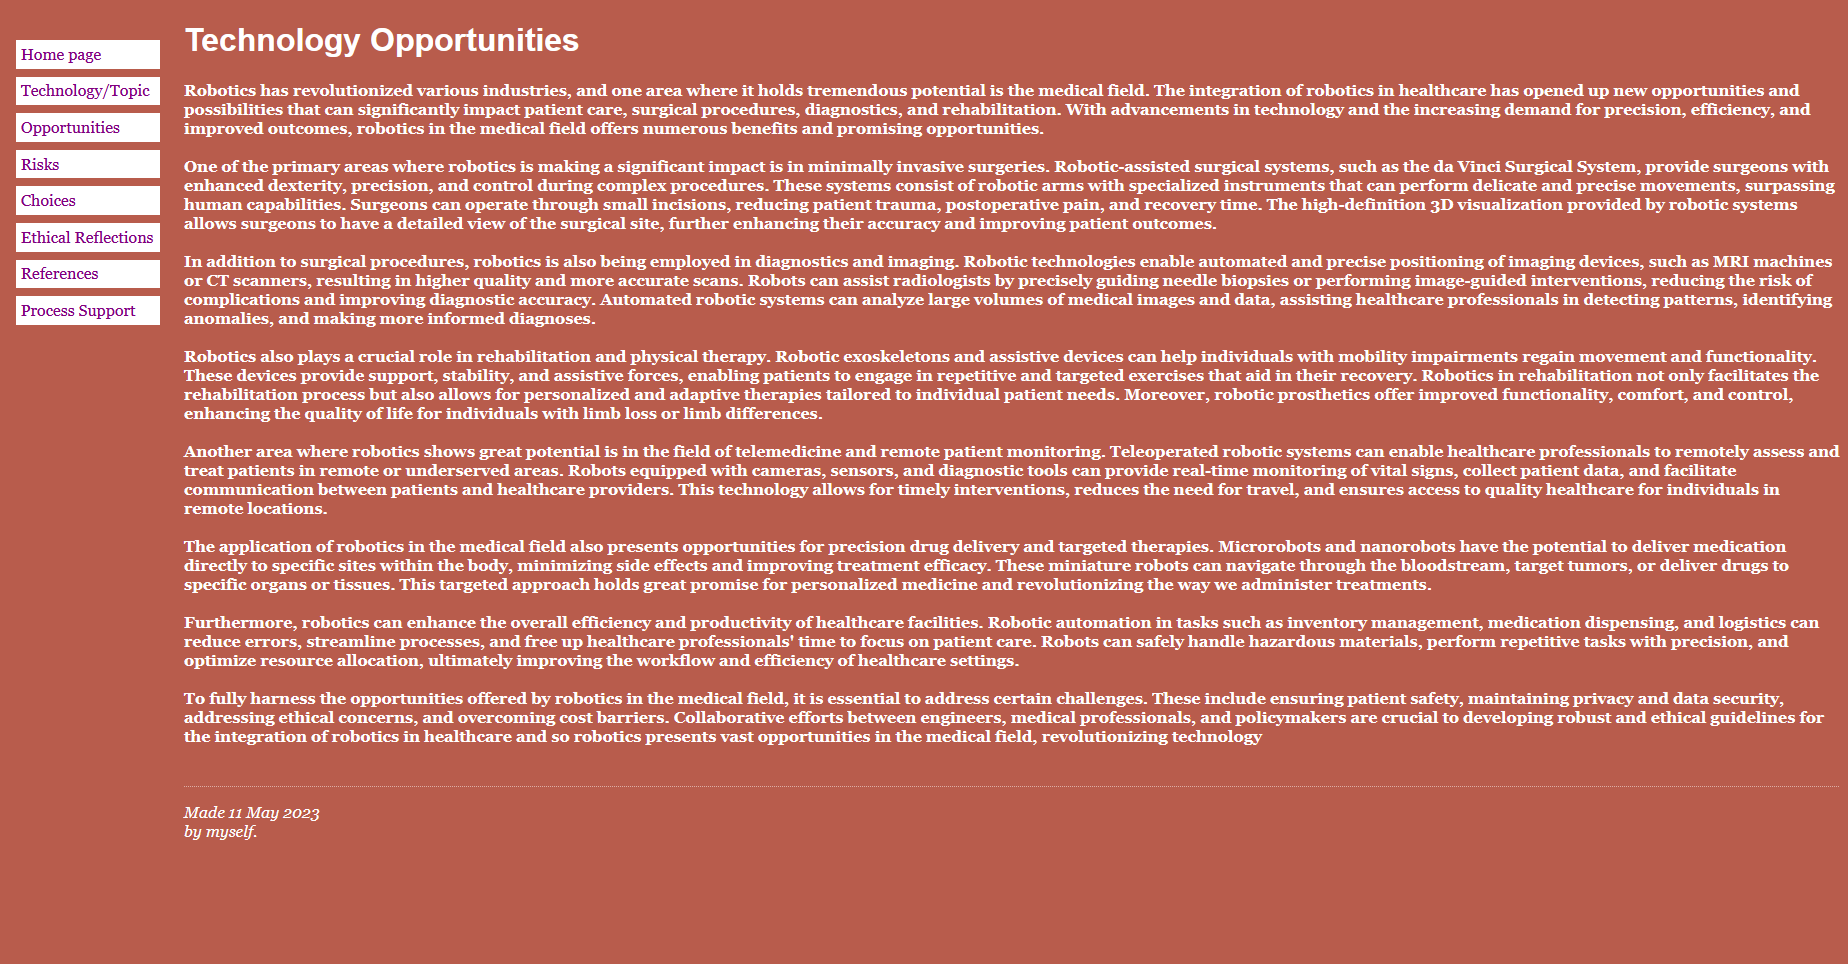 Home page
Technology/Topic
Opportunities
Risks
Choices
Ethical Reflections
References
Process Support
Technology Opportunities
Robotics has revolutionized various industries, and one area where it holds tremendous potential is the medical field. The integration of robotics in healthcare has opened up new opportunities and
possibilities that can significantly impact patient care, surgical procedures, diagnostics, and rehabilitation. With advancements in technology and the increasing demand for precision, efficiency, and
improved outcomes, robotics in the medical field offers numerous benefits and promising opportunities.
One of the primary areas where robotics is making a significant impact is in minimally invasive surgeries. Robotic-assisted surgical systems, such as the da Vinci Surgical System, provide surgeons with
enhanced dexterity, precision, and control during complex procedures. These systems consist of robotic arms with specialized instruments that can perform delicate and precise movements, surpassing
human capabilities. Surgeons can operate through small incisions, reducing patient trauma, postoperative pain, and recovery time. The high-definition 3D visualization provided by robotic systems
allows surgeons to have a detailed view of the surgical site, further enhancing their accuracy and improving patient outcomes.
In addition to surgical procedures, robotics is also being employed in diagnostics and imaging. Robotic technologies enable automated and precise positioning of imaging devices, such as MRI machines
or CT scanners, resulting in higher quality and more accurate scans. Robots can assist radiologists by precisely guiding needle biopsies or performing image-guided interventions, reducing the risk of
complications and improving diagnostic accuracy. Automated robotic systems can analyze large volumes of medical images and data, assisting healthcare professionals in detecting patterns, identifying
anomalies, and making more informed diagnoses.
Robotics also plays a crucial role in rehabilitation and physical therapy. Robotic exoskeletons and assistive devices can help individuals with mobility impairments regain movement and functionality.
These devices provide support, stability, and assistive forces, enabling patients to engage in repetitive and targeted exercises that aid in their recovery. Robotics in rehabilitation not only facilitates the
rehabilitation process but also allows for personalized and adaptive therapies tailored to individual patient needs. Moreover, robotic prosthetics offer improved functionality, comfort, and control,
enhancing the quality of life for individuals with limb loss or limb differences.
Another area where robotics shows great potential is in the field of telemedicine and remote patient monitoring. Teleoperated robotic systems can enable healthcare professionals to remotely assess and
treat patients in remote or underserved areas. Robots equipped with cameras, sensors, and diagnostic tools can provide real-time monitoring of vital signs, collect patient data, and facilitate
communication between patients and healthcare providers. This technology allows for timely interventions, reduces the need for travel, and ensures access to quality healthcare for individuals in
remote locations.
The application of robotics in the medical field also presents opportunities for precision drug delivery and targeted therapies. Microrobots and nanorobots have the potential to deliver medication
directly to specific sites within the body, minimizing side effects and improving treatment efficacy. These miniature robots can navigate through the bloodstream, target tumors, or deliver drugs to
specific organs or tissues. This targeted approach holds great promise for personalized medicine and revolutionizing the way we administer treatments.
Furthermore, robotics can enhance the overall efficiency and productivity of healthcare facilities. Robotic automation in tasks such as inventory management, medication dispensing, and logistics can
reduce errors, streamline processes, and free up healthcare professionals' time to focus on patient care. Robots can safely handle hazardous materials, perform repetitive tasks with precision, and
optimize resource allocation, ultimately improving the workflow and efficiency of healthcare settings.
To fully harness the opportunities offered by robotics in the medical field, it is essential to address certain challenges. These include ensuring patient safety, maintaining privacy and data security,
addressing ethical concerns, and overcoming cost barriers. Collaborative efforts between engineers, medical professionals, and policymakers are crucial to developing robust and ethical guidelines for
the integration of robotics in healthcare and so robotics presents vast opportunities in the medical field, revolutionizing technology
Made 11 May 2023
by myself.